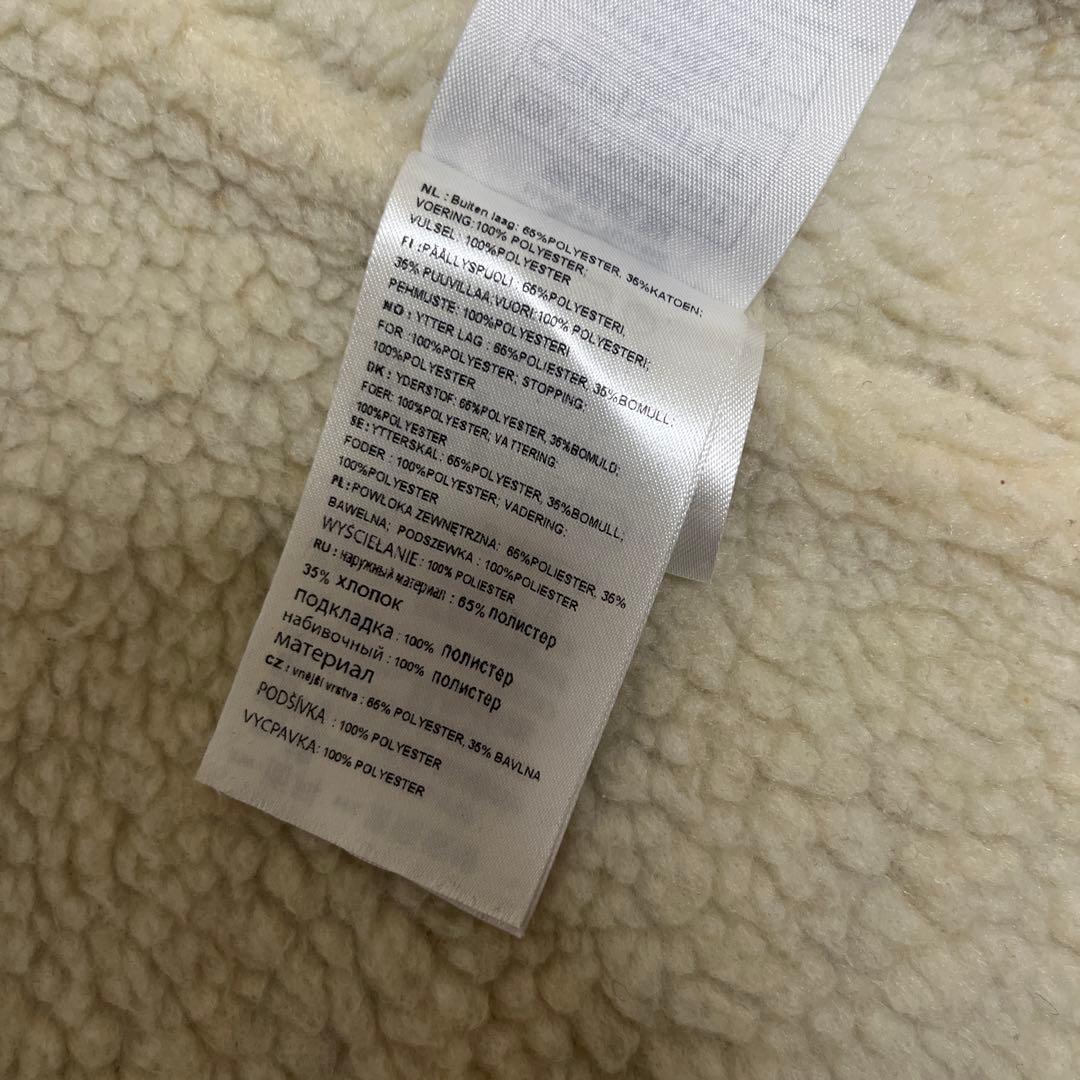 NL : Buiten laag: 65%POLYESTER, 35%KATOEN;
VOERING:100% POLYESTER;
VULSEL: 100%POLYESTER
FI :PÄÄLLYSPUOLI : 65%POLYESTERI,
35% PUUVILLAA;VUORI:100% POLYESTERI;
PEHMUSTE: 100%POLYESTERI
NO : YTTER LAG : 65%POLIESTER, 35%BOMULL;
FOR :100%POLYESTER; STOPPING:
100%POLYESTER
DK : YDERSTOF: 65%POLYESTER, 35%BOMULD;
FOER: 100%POLYESTER; VATTERING:
100%POLYESTER
SE : YTTERSKAL: 65%POLYESTER, 35%BOMULL;
FODER : 100%POLYESTER; VADERING:
100%POLYESTER
PL: POWŁOKA ZEWNĘTRZNA: 65%POLIESTER, 35%
BAWELNA; PODSZEWKA : 100%POLIESTER
WYŚCIEŁANIE : 100% POLIESTER
RU : наружный материал : 65% полистер
35% хлопок
подкладка : 100% полистер
набивочный : 100% полистер
материал
CZ : vnější vrstva : 65% POLYESTER, 35% BAVLNA
PODŠÍVKA : 100% POLYESTER
VYCPAVKA: 100% POLYESTER